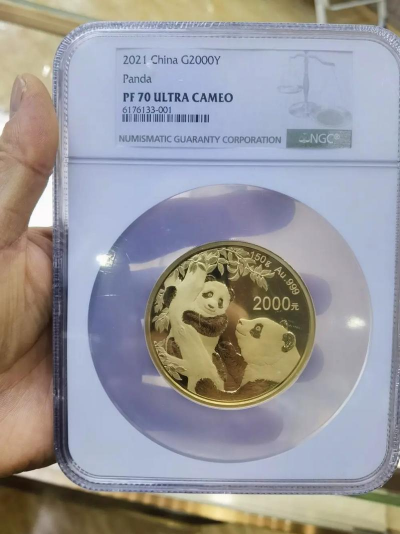 2021 China G2000Y
Panda
PF 70 ULTRA CAMEO
6176133-001
NUMISMATIC GUARANTY CORPORATION
NGC
150g Au .999
2000元